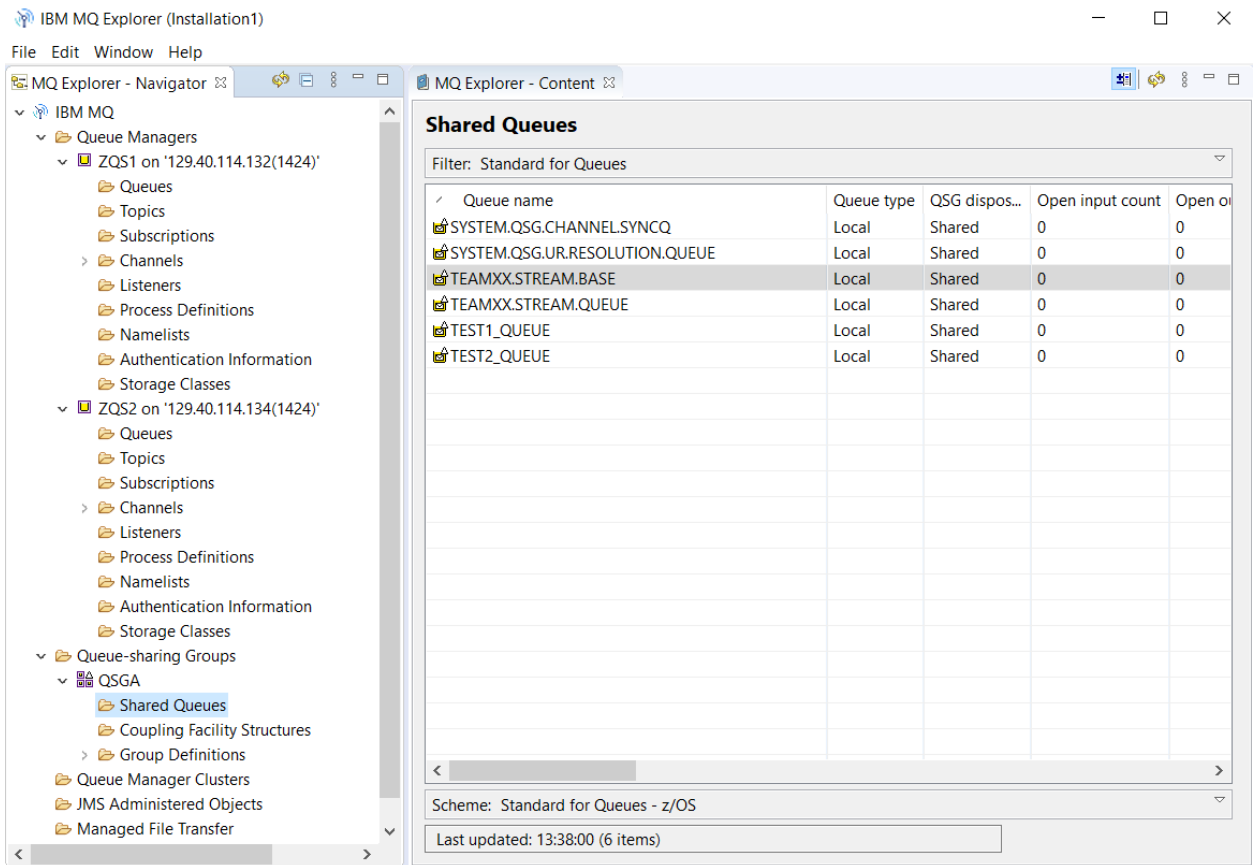 IBM MQ Explorer (Installation1)
File Edit Window Help
MQ Explorer - Navigator
IBM MQ
Queue Managers
ZQS1 on '129.40.114.132(1424)'
Queues
Topics
Subscriptions
Channels
Listeners
Process Definitions
Namelists
Authentication Information
Storage Classes
ZQS2 on '129.40.114.134(1424)'
Queues
Topics
Subscriptions
Channels
Listeners
Process Definitions
Namelists
Authentication Information
Storage Classes
Queue-sharing Groups
QSGA
Shared Queues
Coupling Facility Structures
Group Definitions
Queue Manager Clusters
JMS Administered Objects
Managed File Transfer
MQ Explorer - Content
Shared Queues
Filter: Standard for Queues
Queue name Queue type QSG dispos... Open input count Open ou
SYSTEM.QSG.CHANNEL.SYNCQ Local Shared 0 0
SYSTEM.QSG.UR.RESOLUTION.QUEUE Local Shared 0 0
TEAMXX.STREAM.BASE Local Shared 0 0
TEAMXX.STREAM.QUEUE Local Shared 0 0
TEST1_QUEUE Local Shared 0 0
TEST2_QUEUE Local Shared 0 0
Scheme: Standard for Queues - z/OS
Last updated: 13:38:00 (6 items)